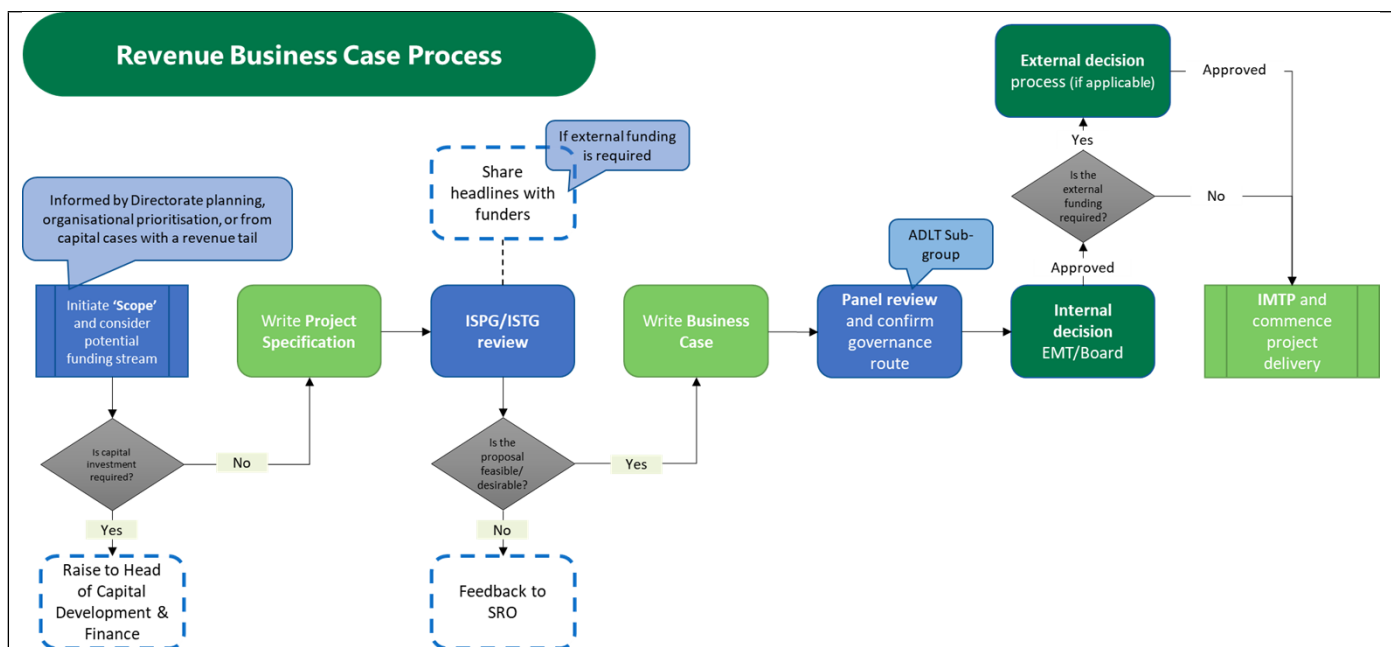 Revenue Business Case Process
External decision
process (if applicable)
Approved
If external funding
is required
Yes
Share
headlines with
funders
Is the
external
funding
required?
No
Informed by Directorate planning,
organisational prioritisation, or from
capital cases with a revenue tail
ADLT Sub-
group
Approved
Initiate ‘Scope’
and consider
potential
funding stream
Write Project
Specification
ISPG/ISTG
review
Write Business
Case
Panel review
and confirm
governance
route
Internal
decision
EMT/Board
IMTP and
commence
project
delivery
Is capital
investment
required?
No
Is the
proposal
feasible/
desirable?
Yes
Yes
No
Raise to Head
of Capital
Development &
Finance
Feedback to
SRO